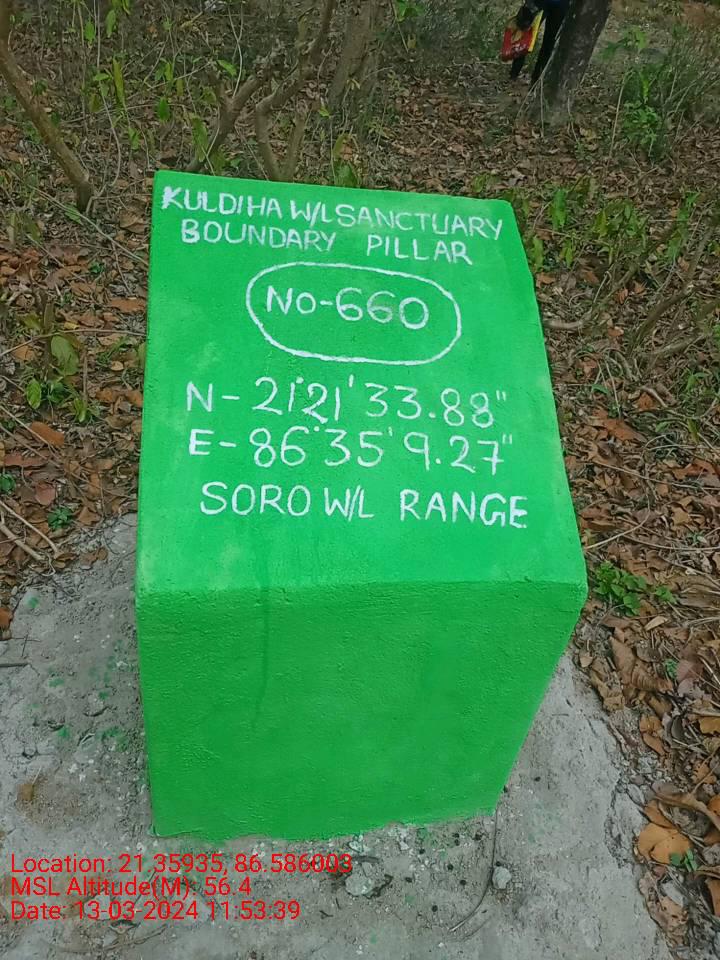 KULDIHA W/L SANCTUARY
BOUNDARY PILLAR
No-660
N-21°21'33.88"
E-86°35'9.27"
SORO W/L RANGE
Location: 21.35935, 86.586003
MSL Altitude(M): 56.4
Date: 13-03-2024 11:53:39